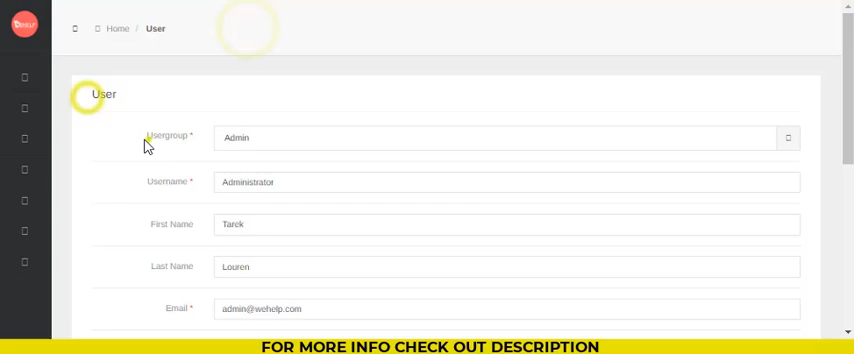 WEHELP
Home / User
User
Usergroup * Admin
Username * Administrator
First Name Tarek
Last Name Louren
Email * admin@wehelp.com
FOR MORE INFO CHECK OUT DESCRIPTION